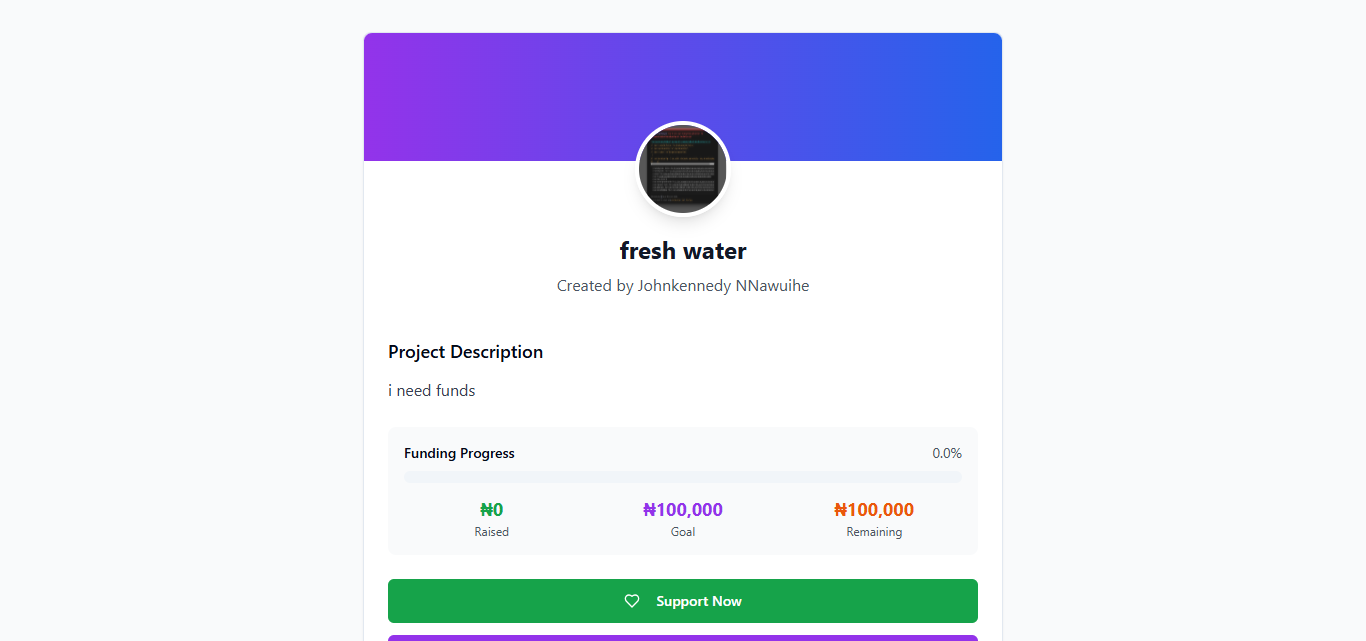 fresh water
Created by Johnkennedy NNawuihe
Project Description
i need funds
Funding Progress 0.0%
₦0 ₦100,000 ₦100,000
Raised Goal Remaining
Support Now